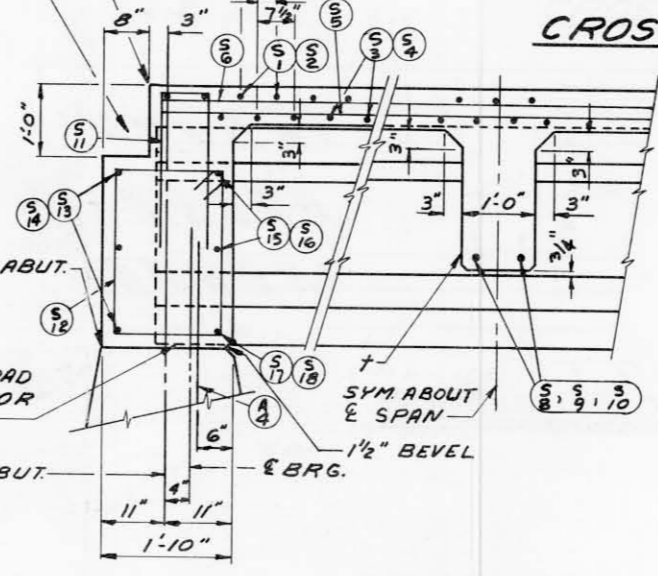 CROS
8"
3"
7½"
S 5
S 6
S 1
S 2
S 3
S 4
1'-0"
S 11
3"
3"
3"
S 14
S 13
3"
3"
1'-0"
3"
S 15
S 16
3¼"
ABUT.
S 12
S 17
S 18
†
SYM. ABOUT
℄ SPAN
S 8, S 9, S 10
A 4
6"
1½" BEVEL
BUT.
℄ BRG.
4"
11"
11"
1'-10"